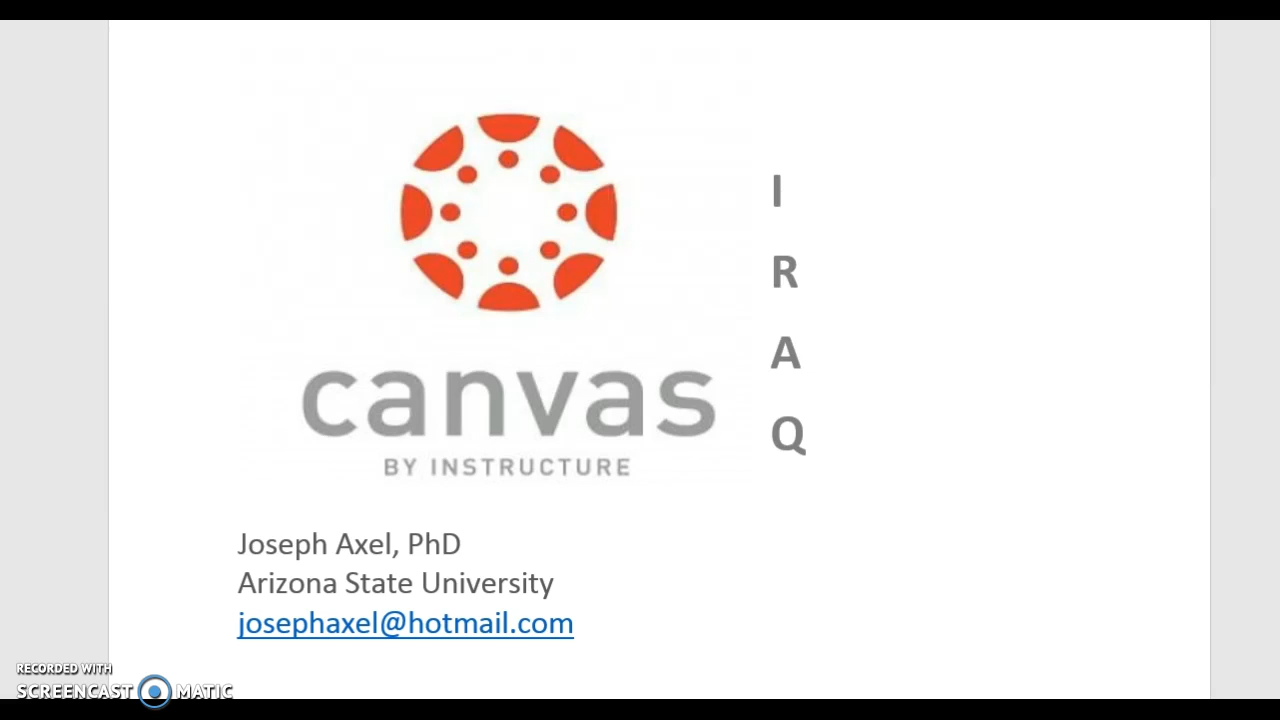 canvas
BY INSTRUCTURE
I
R
A
Q
Joseph Axel, PhD
Arizona State University
josephaxel@hotmail.com
RECORDED WITH
SCREENCAST MATIC